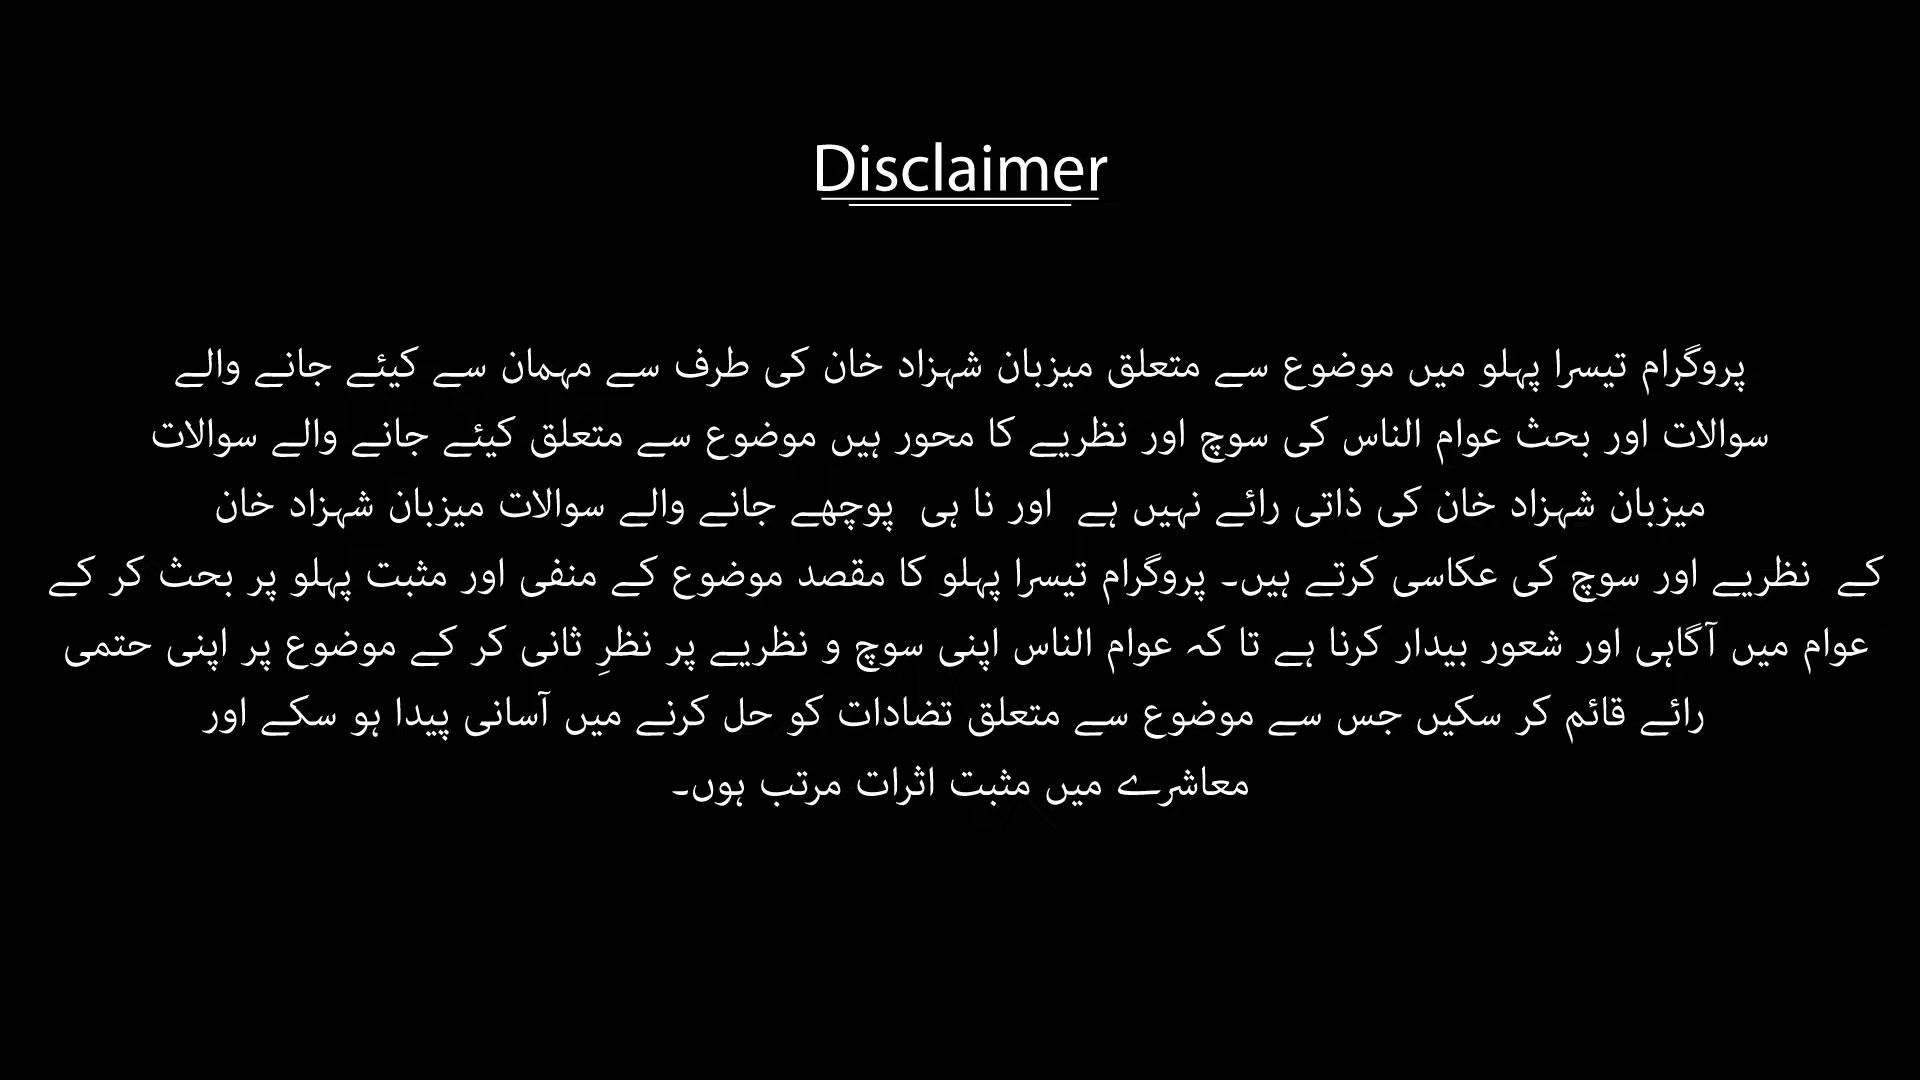 Disclaimer
پروگرام تیسرا پہلو میں موضوع سے متعلق میزبان شہزاد خان کی طرف سے مہمان سے کیئے جانے والے
سوالات اور بحث عوام الناس کی سوچ اور نظریے کا محور ہیں موضوع سے متعلق کیئے جانے والے سوالات
میزبان شہزاد خان کی ذاتی رائے نہیں ہے اور نا ہی پوچھے جانے والے سوالات میزبان شہزاد خان
کے نظریے اور سوچ کی عکاسی کرتے ہیں۔ پروگرام تیسرا پہلو کا مقصد موضوع کے منفی اور مثبت پہلو پر بحث کر کے
عوام میں آگاہی اور شعور بیدار کرنا ہے تا کہ عوام الناس اپنی سوچ و نظریے پر نظرِ ثانی کر کے موضوع پر اپنی حتمی
رائے قائم کر سکیں جس سے موضوع سے متعلق تضادات کو حل کرنے میں آسانی پیدا ہو سکے اور
معاشرے میں مثبت اثرات مرتب ہوں۔